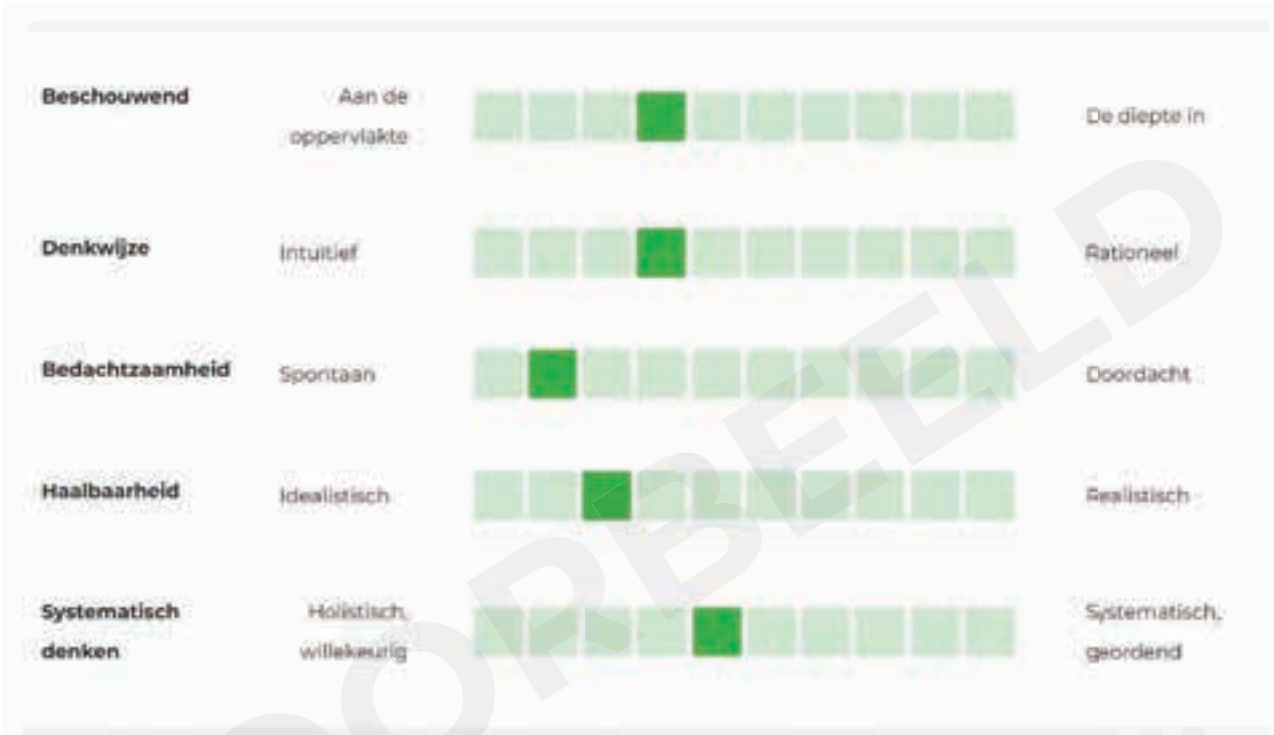 Beschouwend
Aan de
oppervlakte
De diepte in
Denkwijze
Intuïtief
Rationeel
Bedachtzaamheid
Spontaan
Doordacht
Haalbaarheid
Idealistisch
Realistisch
Systematisch
denken
Holistisch,
willekeurig
Systematisch,
geordend
OORBEELD